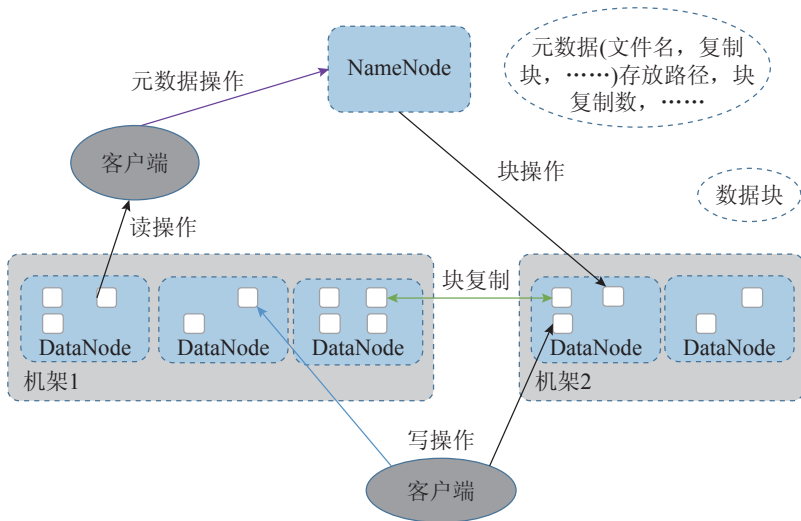 元数据(文件名，复制
块，……)存放路径，块
复制数，……
NameNode
元数据操作
客户端
块操作
数据块
读操作
块复制
DataNode
DataNode
DataNode
DataNode
DataNode
机架1
机架2
写操作
客户端